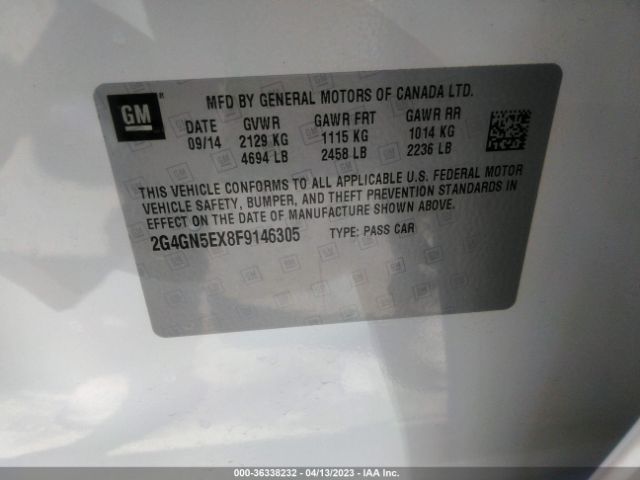 GM ®
MFD BY GENERAL MOTORS OF CANADA LTD.
DATE GVWR GAWR FRT GAWR RR
09/14 2129 KG 1115 KG 1014 KG
4694 LB 2458 LB 2236 LB
THIS VEHICLE CONFORMS TO ALL APPLICABLE U.S. FEDERAL MOTOR
VEHICLE SAFETY, BUMPER, AND THEFT PREVENTION STANDARDS IN
EFFECT ON THE DATE OF MANUFACTURE SHOWN ABOVE.
2G4GN5EX8F9146305 TYPE: PASS CAR
000-36338232 - 04/13/2023 - IAA Inc.